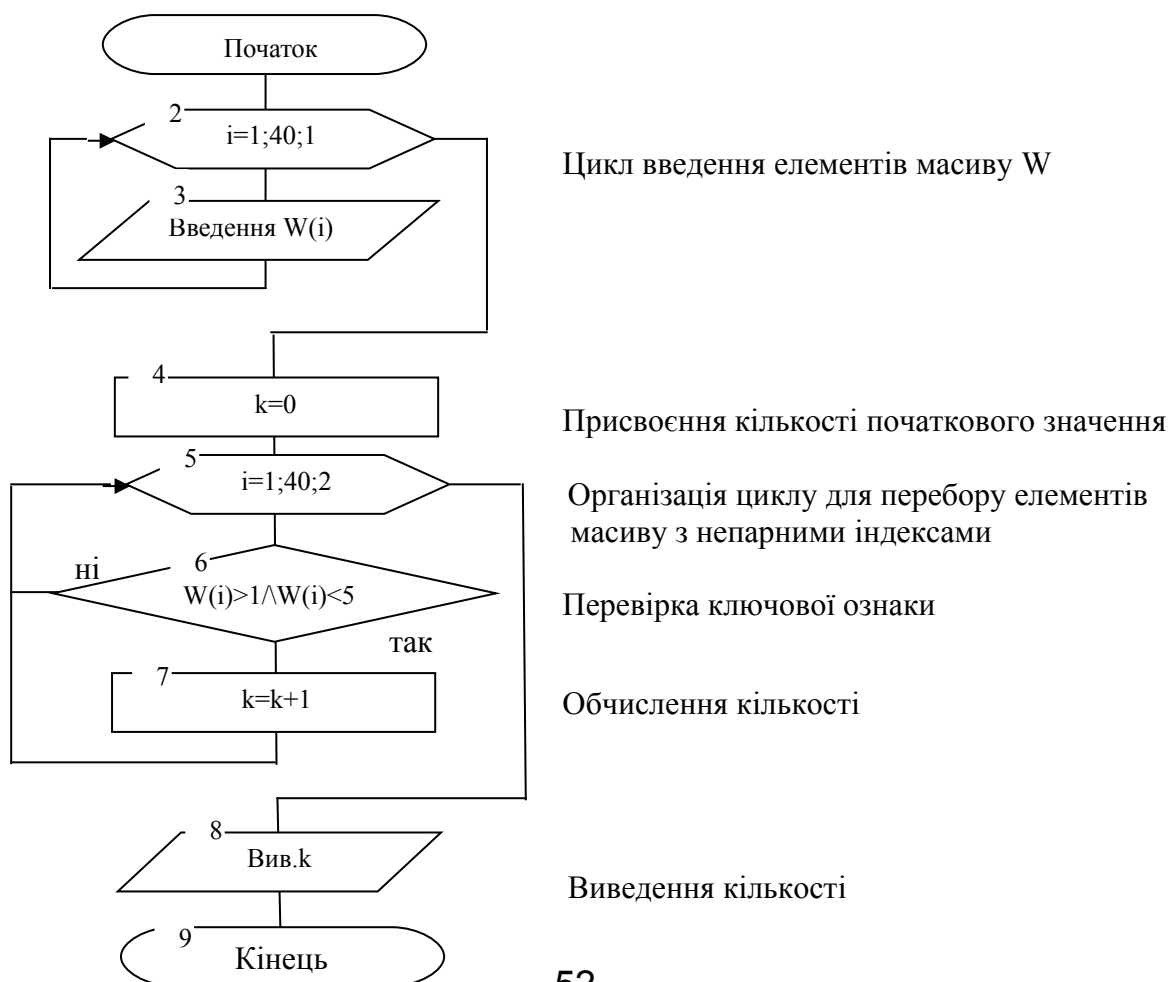 Початок
2
i=1;40;1
Цикл введення елементів масиву W
3
Введення W(i)
4
k=0
Присвоєння кількості початкового значення
5
i=1;40;2
Організація циклу для перебору елементів
масиву з непарними індексами
6
ні
W(i)>1/\W(i)<5
Перевірка ключової ознаки
так
7
k=k+1
Обчислення кількості
8
Вив.k
Виведення кількості
9
Кінець